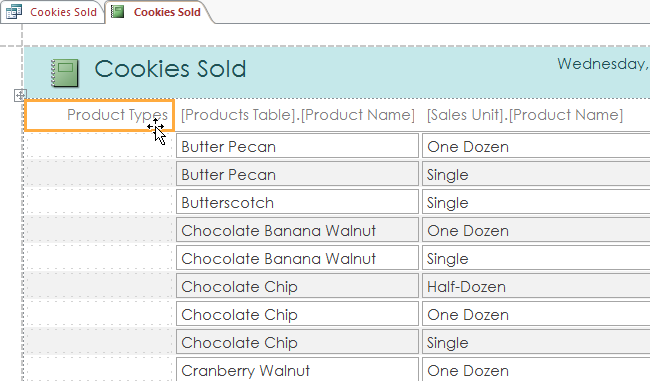 Cookies Sold Cookies Sold
Cookies Sold
Wednesday,
Product Types [Products Table].[Product Name] [Sales Unit].[Product Name]
Butter Pecan One Dozen
Butter Pecan Single
Butterscotch Single
Chocolate Banana Walnut One Dozen
Chocolate Banana Walnut Single
Chocolate Chip Half-Dozen
Chocolate Chip One Dozen
Chocolate Chip Single
Cranberry Walnut One Dozen